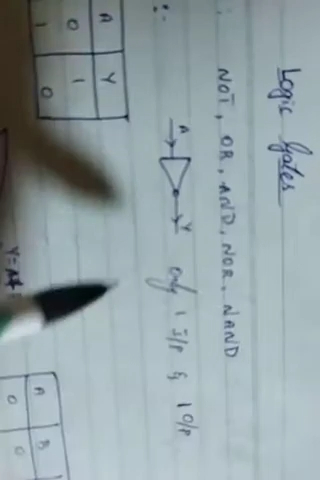 Logic Gates
NOT, OR, AND, NOR, NAND
A Y only 1 I/P & 1 O/P
A Y
0 1
1 0
A B
0 0